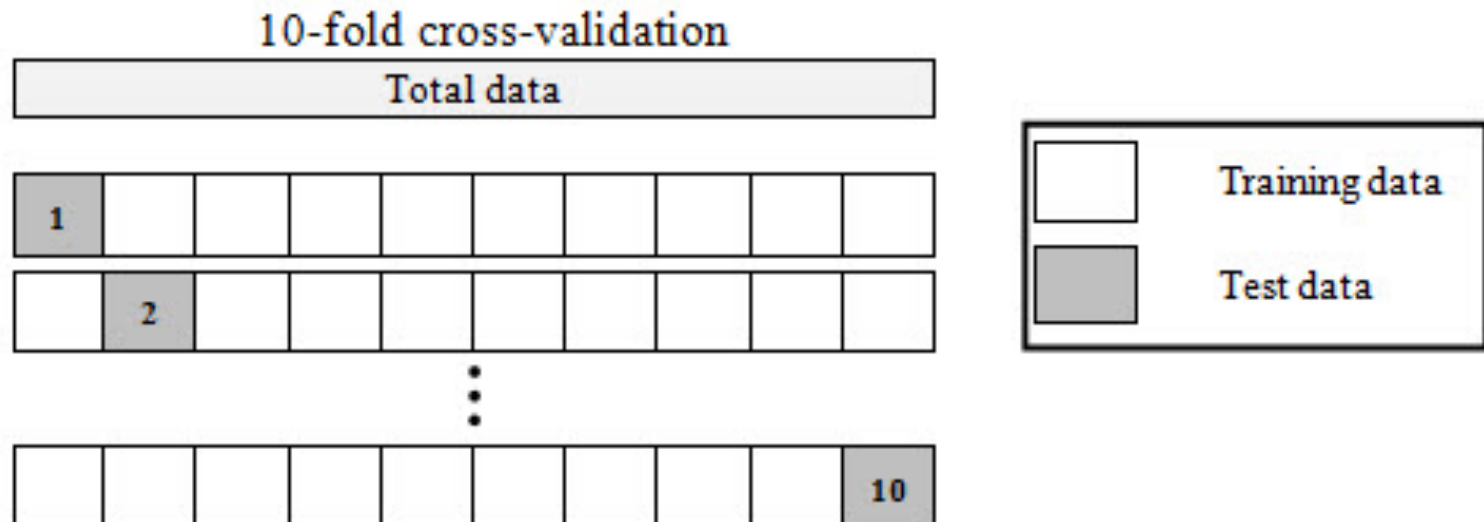 10-fold cross-validation
Total data
1
2
10
Training data
Test data